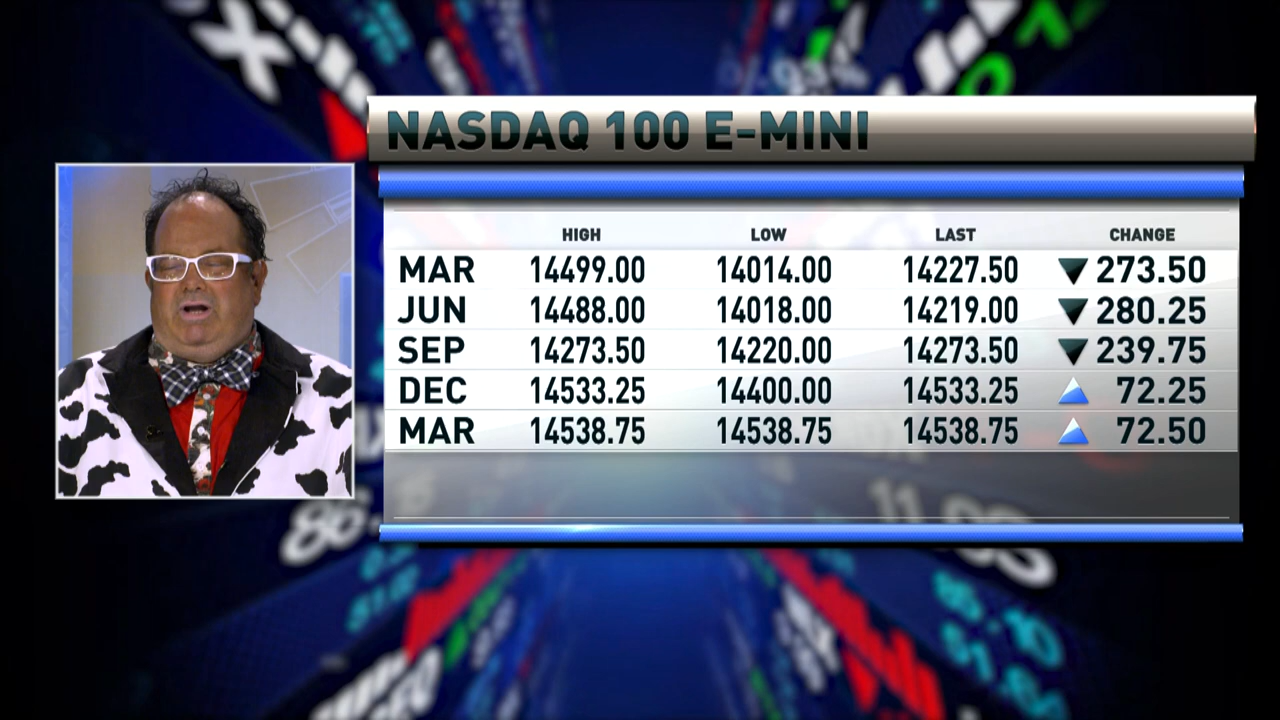 NASDAQ 100 E-MINI
HIGH LOW LAST CHANGE
MAR 14499.00 14014.00 14227.50 ▼ 273.50
JUN 14488.00 14018.00 14219.00 ▼ 280.25
SEP 14273.50 14220.00 14273.50 ▼ 239.75
DEC 14533.25 14400.00 14533.25 ▲ 72.25
MAR 14538.75 14538.75 14538.75 ▲ 72.50